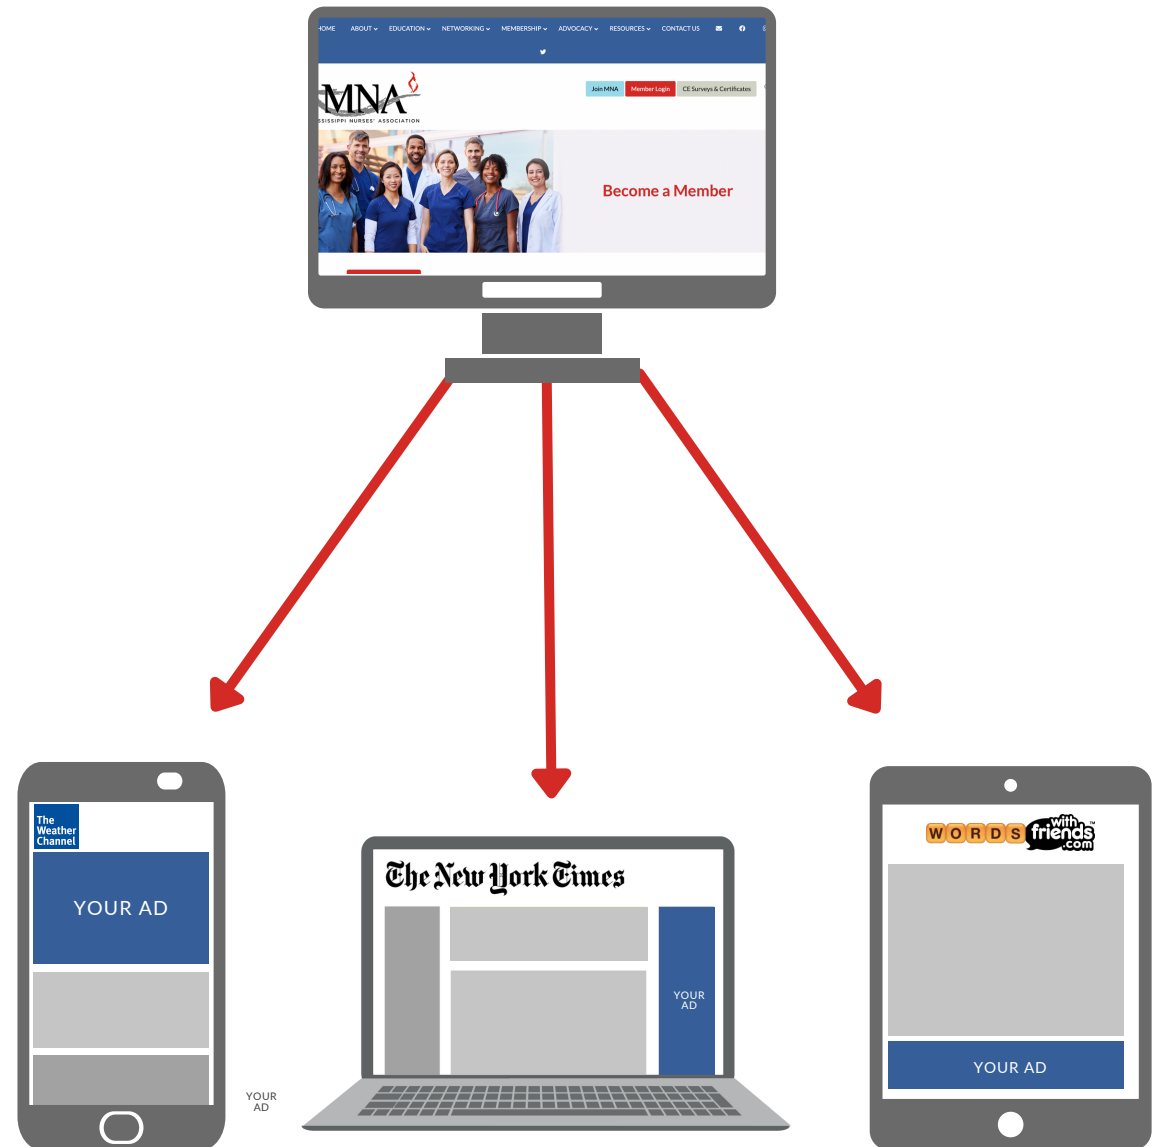 HOME ABOUT EDUCATION NETWORKING MEMBERSHIP ADVOCACY RESOURCES CONTACT US
MNA
SSISSIPPI NURSES' ASSOCIATION
Join MNA Member Login CE Surveys & Certificates
Become a Member
The
Weather
Channel
YOUR AD
YOUR
AD
The New York Times
YOUR
AD
WORDS with
friends™
.com
YOUR AD